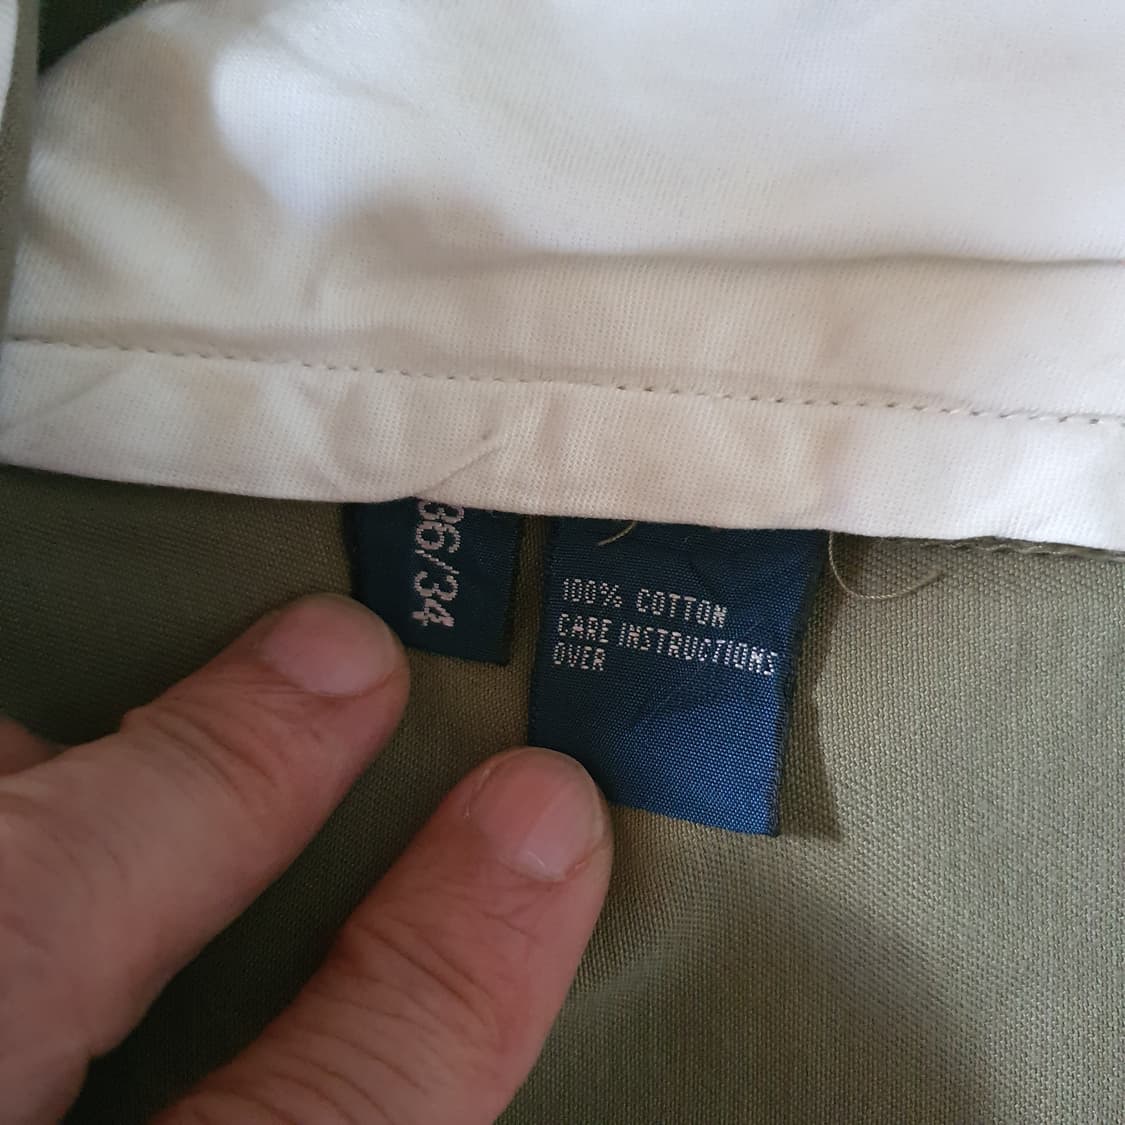 36/34
100% COTTON
CARE INSTRUCTIONS
OVER